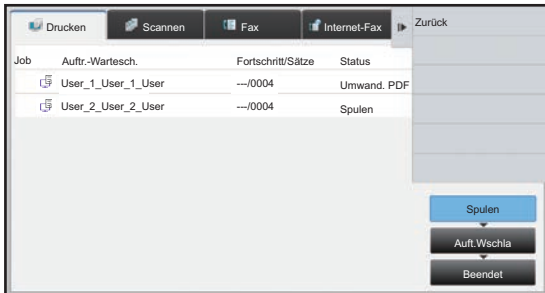 Drucken Scannen Fax Internet-Fax Zurück
Job Auftr.-Wartesch. Fortschritt/Sätze Status
User_1_User_1_User ---/0004 Umwand. PDF
User_2_User_2_User ---/0004 Spulen
Spulen
Auft.Wschla
Beendet